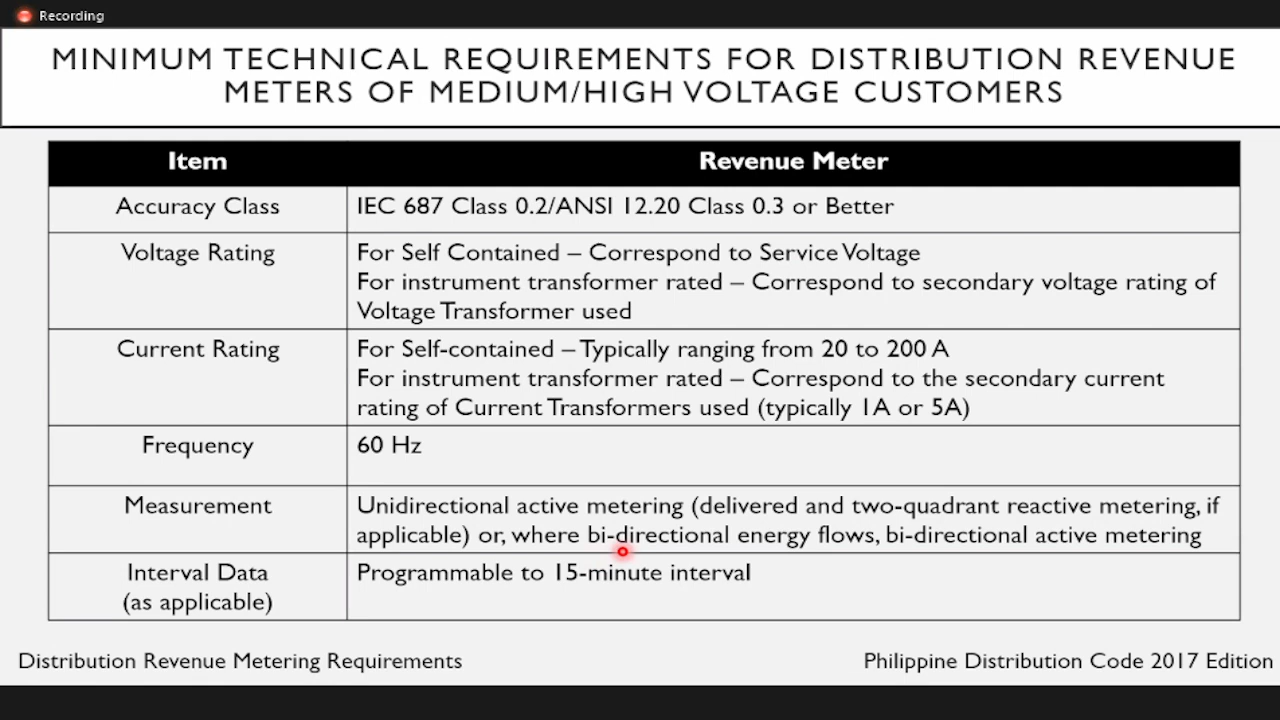 Recording
MINIMUM TECHNICAL REQUIREMENTS FOR DISTRIBUTION REVENUE
METERS OF MEDIUM/HIGH VOLTAGE CUSTOMERS
Item
Revenue Meter
Accuracy Class
IEC 687 Class 0.2/ANSI 12.20 Class 0.3 or Better
Voltage Rating
For Self Contained – Correspond to Service Voltage
For instrument transformer rated – Correspond to secondary voltage rating of
Voltage Transformer used
Current Rating
For Self-contained – Typically ranging from 20 to 200 A
For instrument transformer rated – Correspond to the secondary current
rating of Current Transformers used (typically 1A or 5A)
Frequency
60 Hz
Measurement
Unidirectional active metering (delivered and two-quadrant reactive metering, if
applicable) or, where bi-directional energy flows, bi-directional active metering
Interval Data
(as applicable)
Programmable to 15-minute interval
Distribution Revenue Metering Requirements
Philippine Distribution Code 2017 Edition